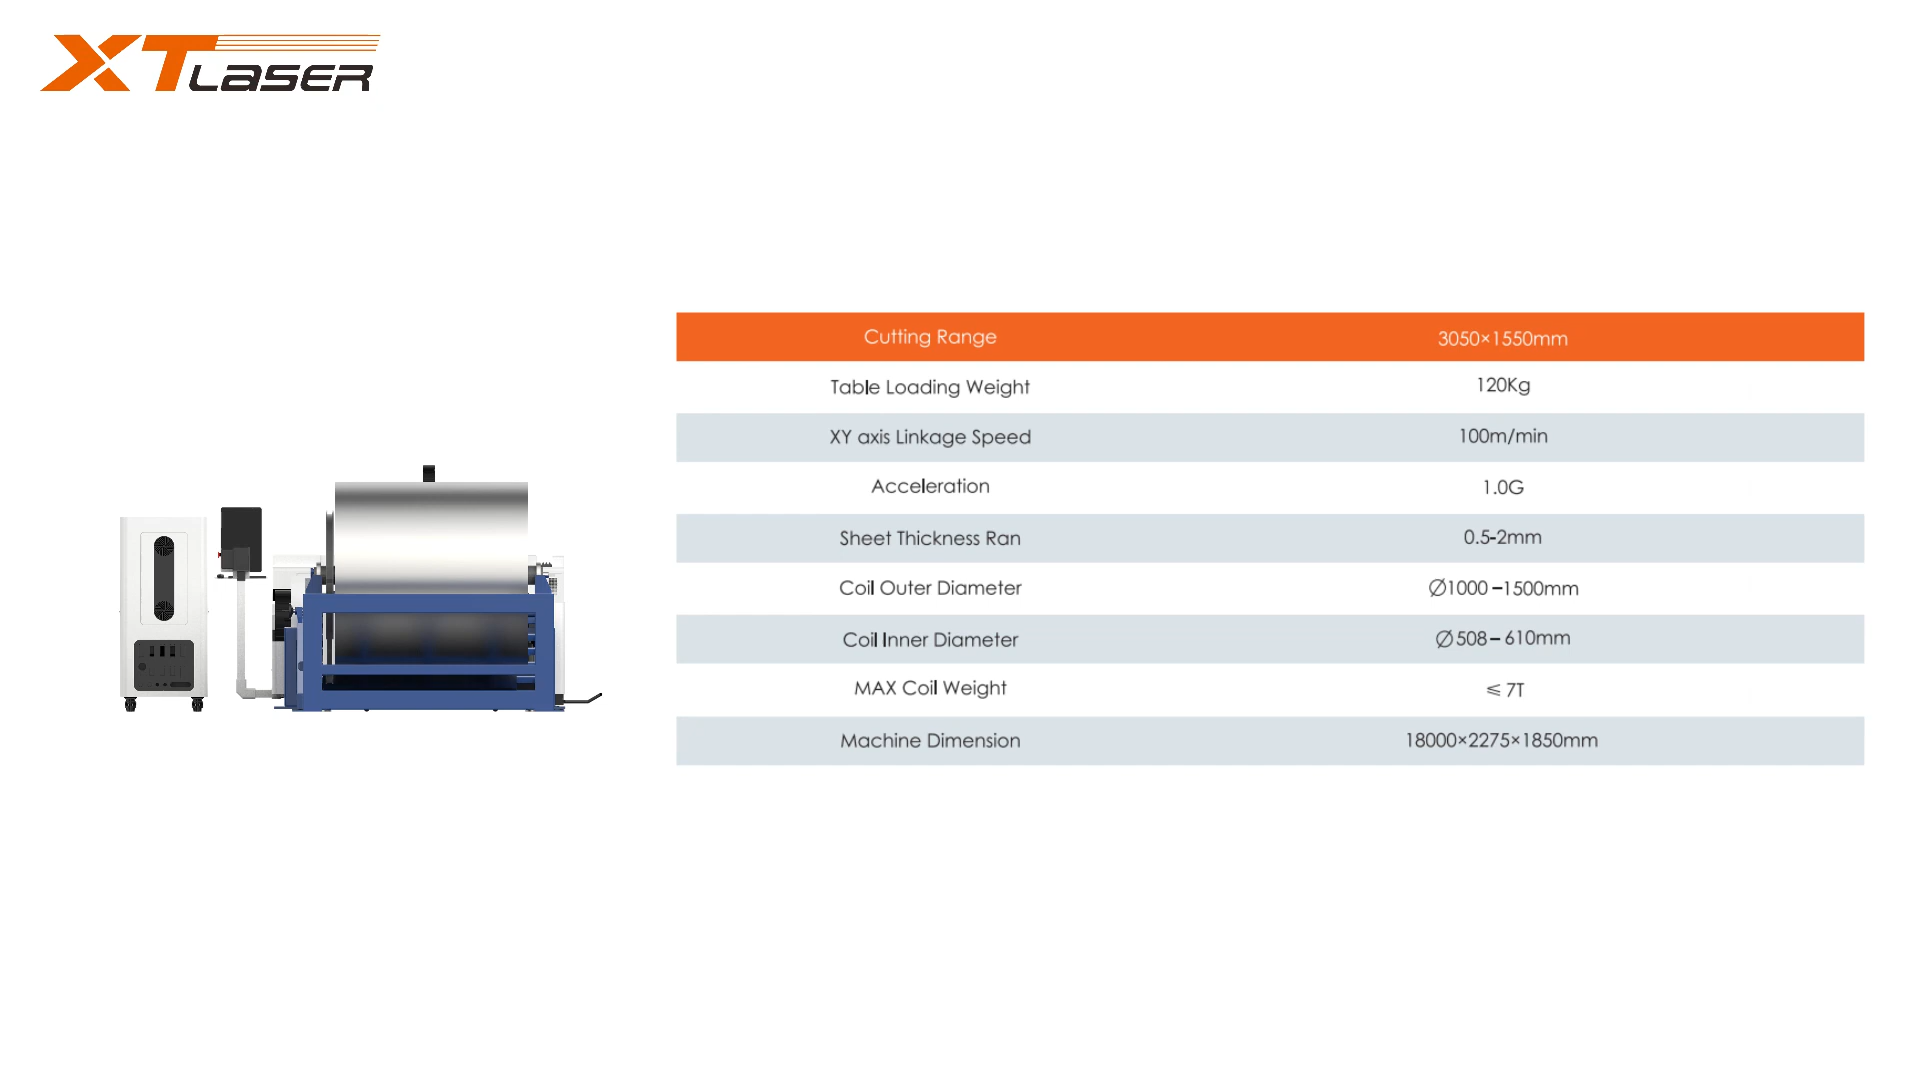 XTLASER
Cutting Range 3050×1550mm
Table Loading Weight 120Kg
XY axis Linkage Speed 100m/min
Acceleration 1.0G
Sheet Thickness Ran 0.5-2mm
Coil Outer Diameter ∅1000–1500mm
Coil Inner Diameter ∅508–610mm
MAX Coil Weight ⩽7T
Machine Dimension 18000×2275×1850mm